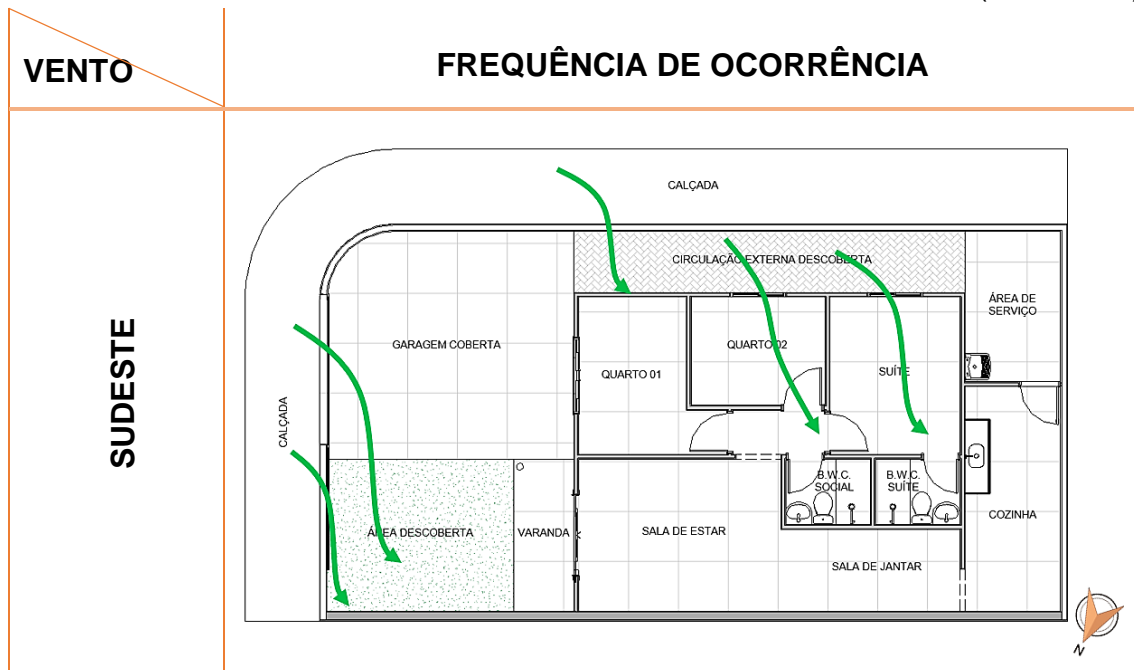 VENTO
FREQUÊNCIA DE OCORRÊNCIA
SUDESTE
CALÇADA
CIRCULAÇÃO EXTERNA DESCOBERTA
ÁREA DE
SERVIÇO
GARAGEM COBERTA
QUARTO 01
QUARTO 02
SUÍTE
CALÇADA
B.W.C.
SOCIAL
B.W.C.
SUÍTE
COZINHA
ÁREA DESCOBERTA
VARANDA
SALA DE ESTAR
SALA DE JANTAR
N